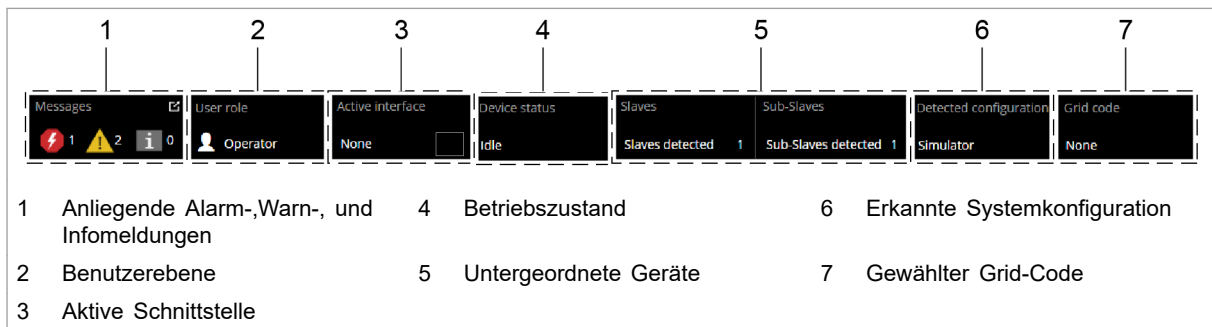 1 2 3 4 5 6 7
Messages User role Active interface Device status Slaves Sub-Slaves Detected configuration Grid code
1 2 i 0 Operator None Idle Slaves detected 1 Sub-Slaves detected 1 Simulator None
1 Anliegende Alarm-,Warn-, und Infomeldungen
2 Benutzerebene
3 Aktive Schnittstelle
4 Betriebszustand
5 Untergeordnete Geräte
6 Erkannte Systemkonfiguration
7 Gewählter Grid-Code